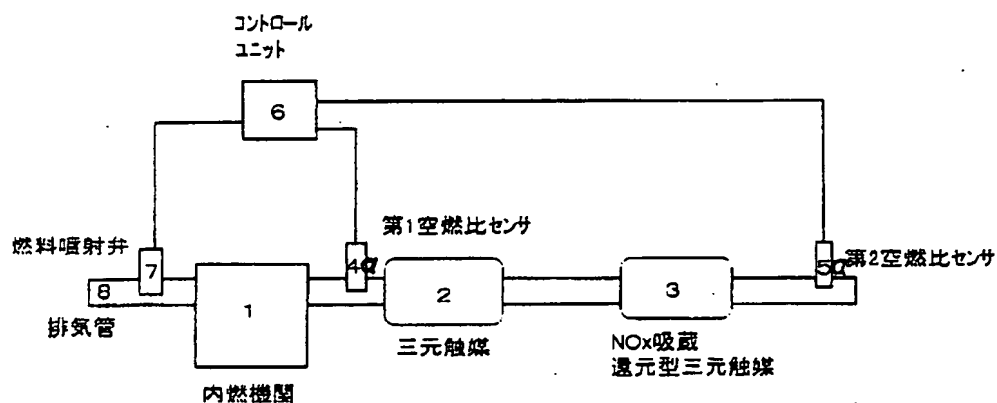 コントロール
ユニット
6
第1空燃比センサ
燃料噴射弁
7
4a
5a
第2空燃比センサ
8
1
2
3
排気管
三元触媒
NOx吸蔵
還元型三元触媒
内燃機関